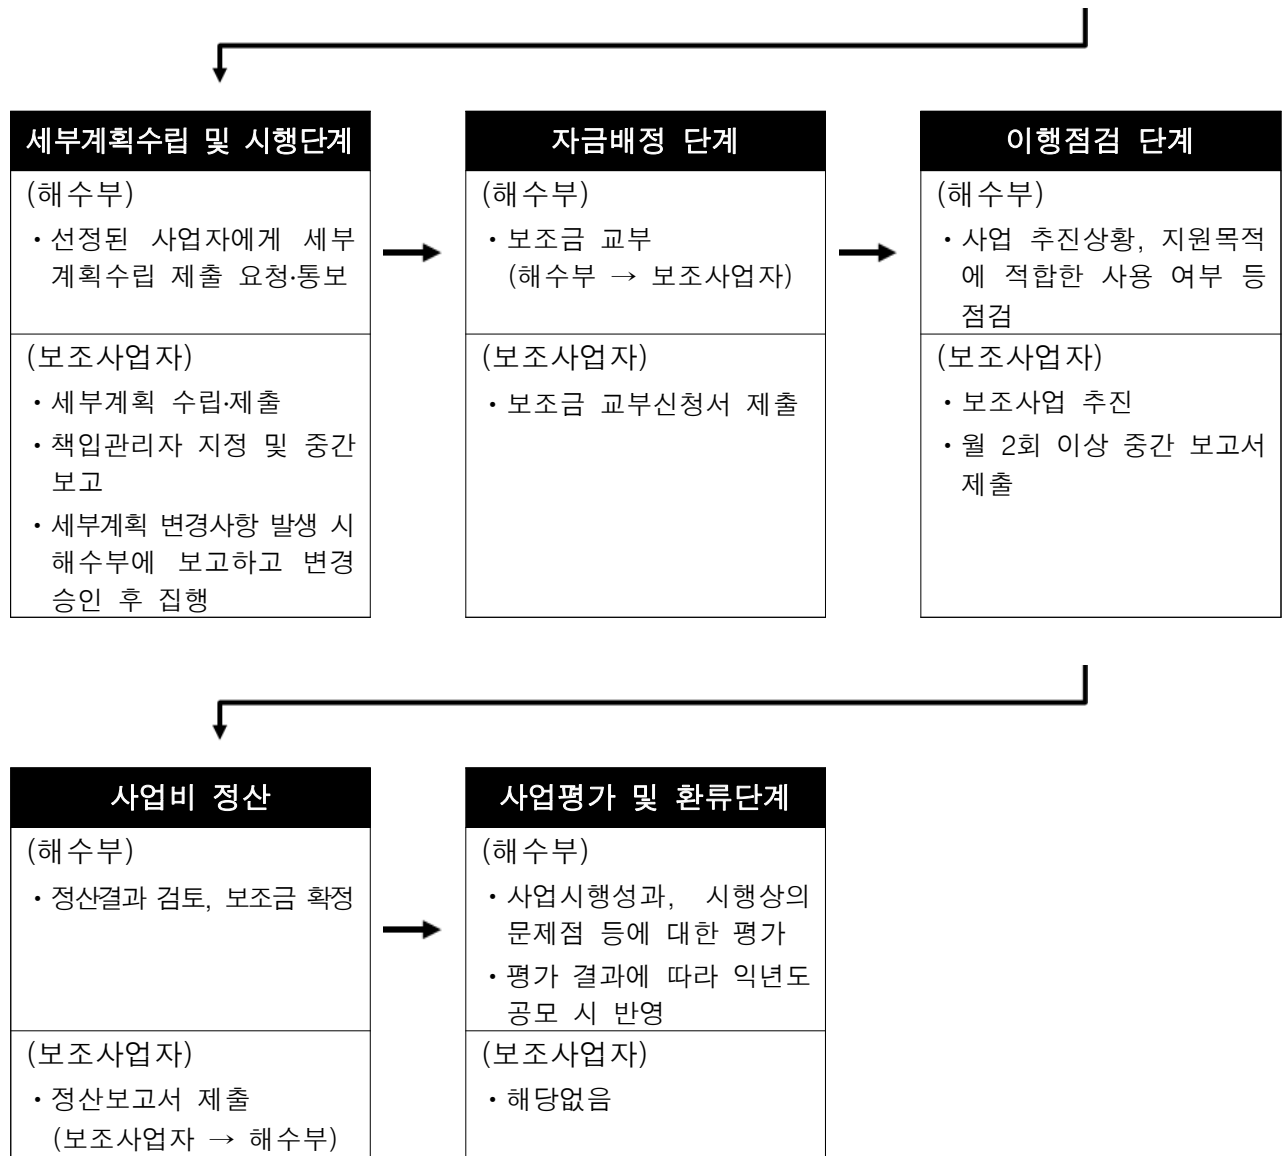 세부계획수립 및 시행단계
(해수부)
· 선정된 사업자에게 세부
계획수립 제출 요청·통보
(보조사업자)
· 세부계획 수립·제출
· 책임관리자 지정 및 중간
보고
· 세부계획 변경사항 발생 시
해수부에 보고하고 변경
승인 후 집행
자금배정 단계
(해수부)
· 보조금 교부
(해수부 → 보조사업자)
(보조사업자)
· 보조금 교부신청서 제출
이행점검 단계
(해수부)
· 사업 추진상황, 지원목적
에 적합한 사용 여부 등
점검
(보조사업자)
· 보조사업 추진
· 월 2회 이상 중간 보고서
제출
사업비 정산
(해수부)
· 정산결과 검토, 보조금 확정
(보조사업자)
· 정산보고서 제출
(보조사업자 → 해수부)
사업평가 및 환류단계
(해수부)
· 사업시행성과, 시행상의
문제점 등에 대한 평가
· 평가 결과에 따라 익년도
공모 시 반영
(보조사업자)
· 해당없음